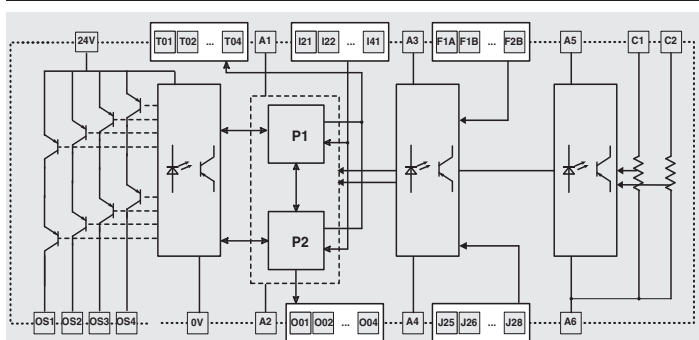 24V T01 T02 ... T04 A1 I21 I22 ... I41 A3 F1A F1B ... F2B A5 C1 C2
P1
P2
OS1 OS2 OS3 OS4 0V A2 O01 O02 ... O04 A4 J25 J26 ... J28 A6